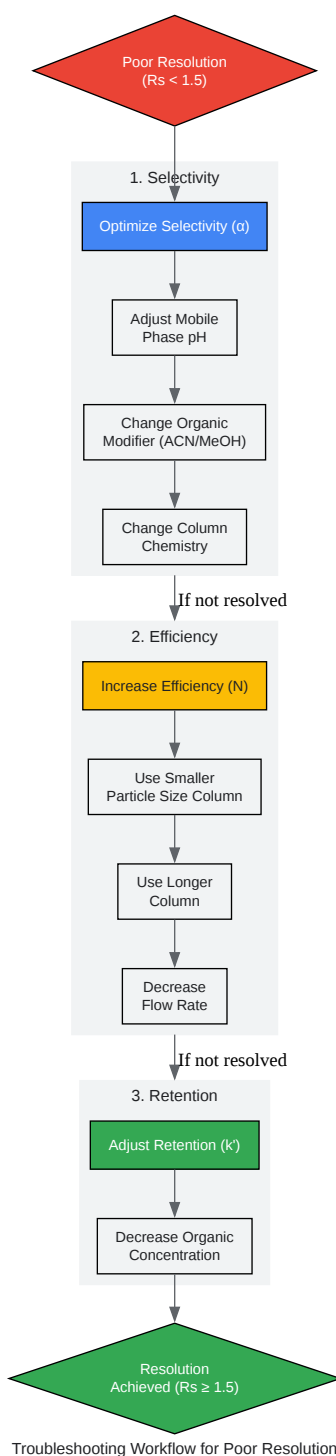 Poor Resolution
(Rs < 1.5)
1. Selectivity
Optimize Selectivity (α)
Adjust Mobile
Phase pH
Change Organic
Modifier (ACN/MeOH)
Change Column
Chemistry
If not resolved
2. Efficiency
Increase Efficiency (N)
Use Smaller
Particle Size Column
Use Longer
Column
Decrease
Flow Rate
If not resolved
3. Retention
Adjust Retention (k')
Decrease Organic
Concentration
Resolution
Achieved (Rs ≥ 1.5)
Troubleshooting Workflow for Poor Resolution